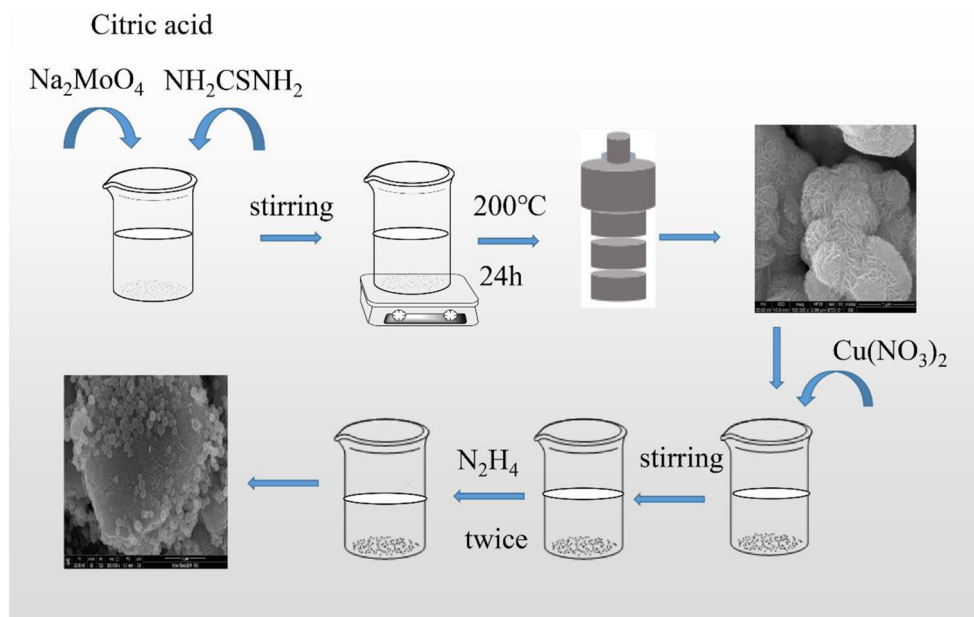 Citric acid
Na₂MoO₄ NH₂CSNH₂
stirring
200℃
24h
Cu(NO₃)₂
stirring
N₂H₄
twice